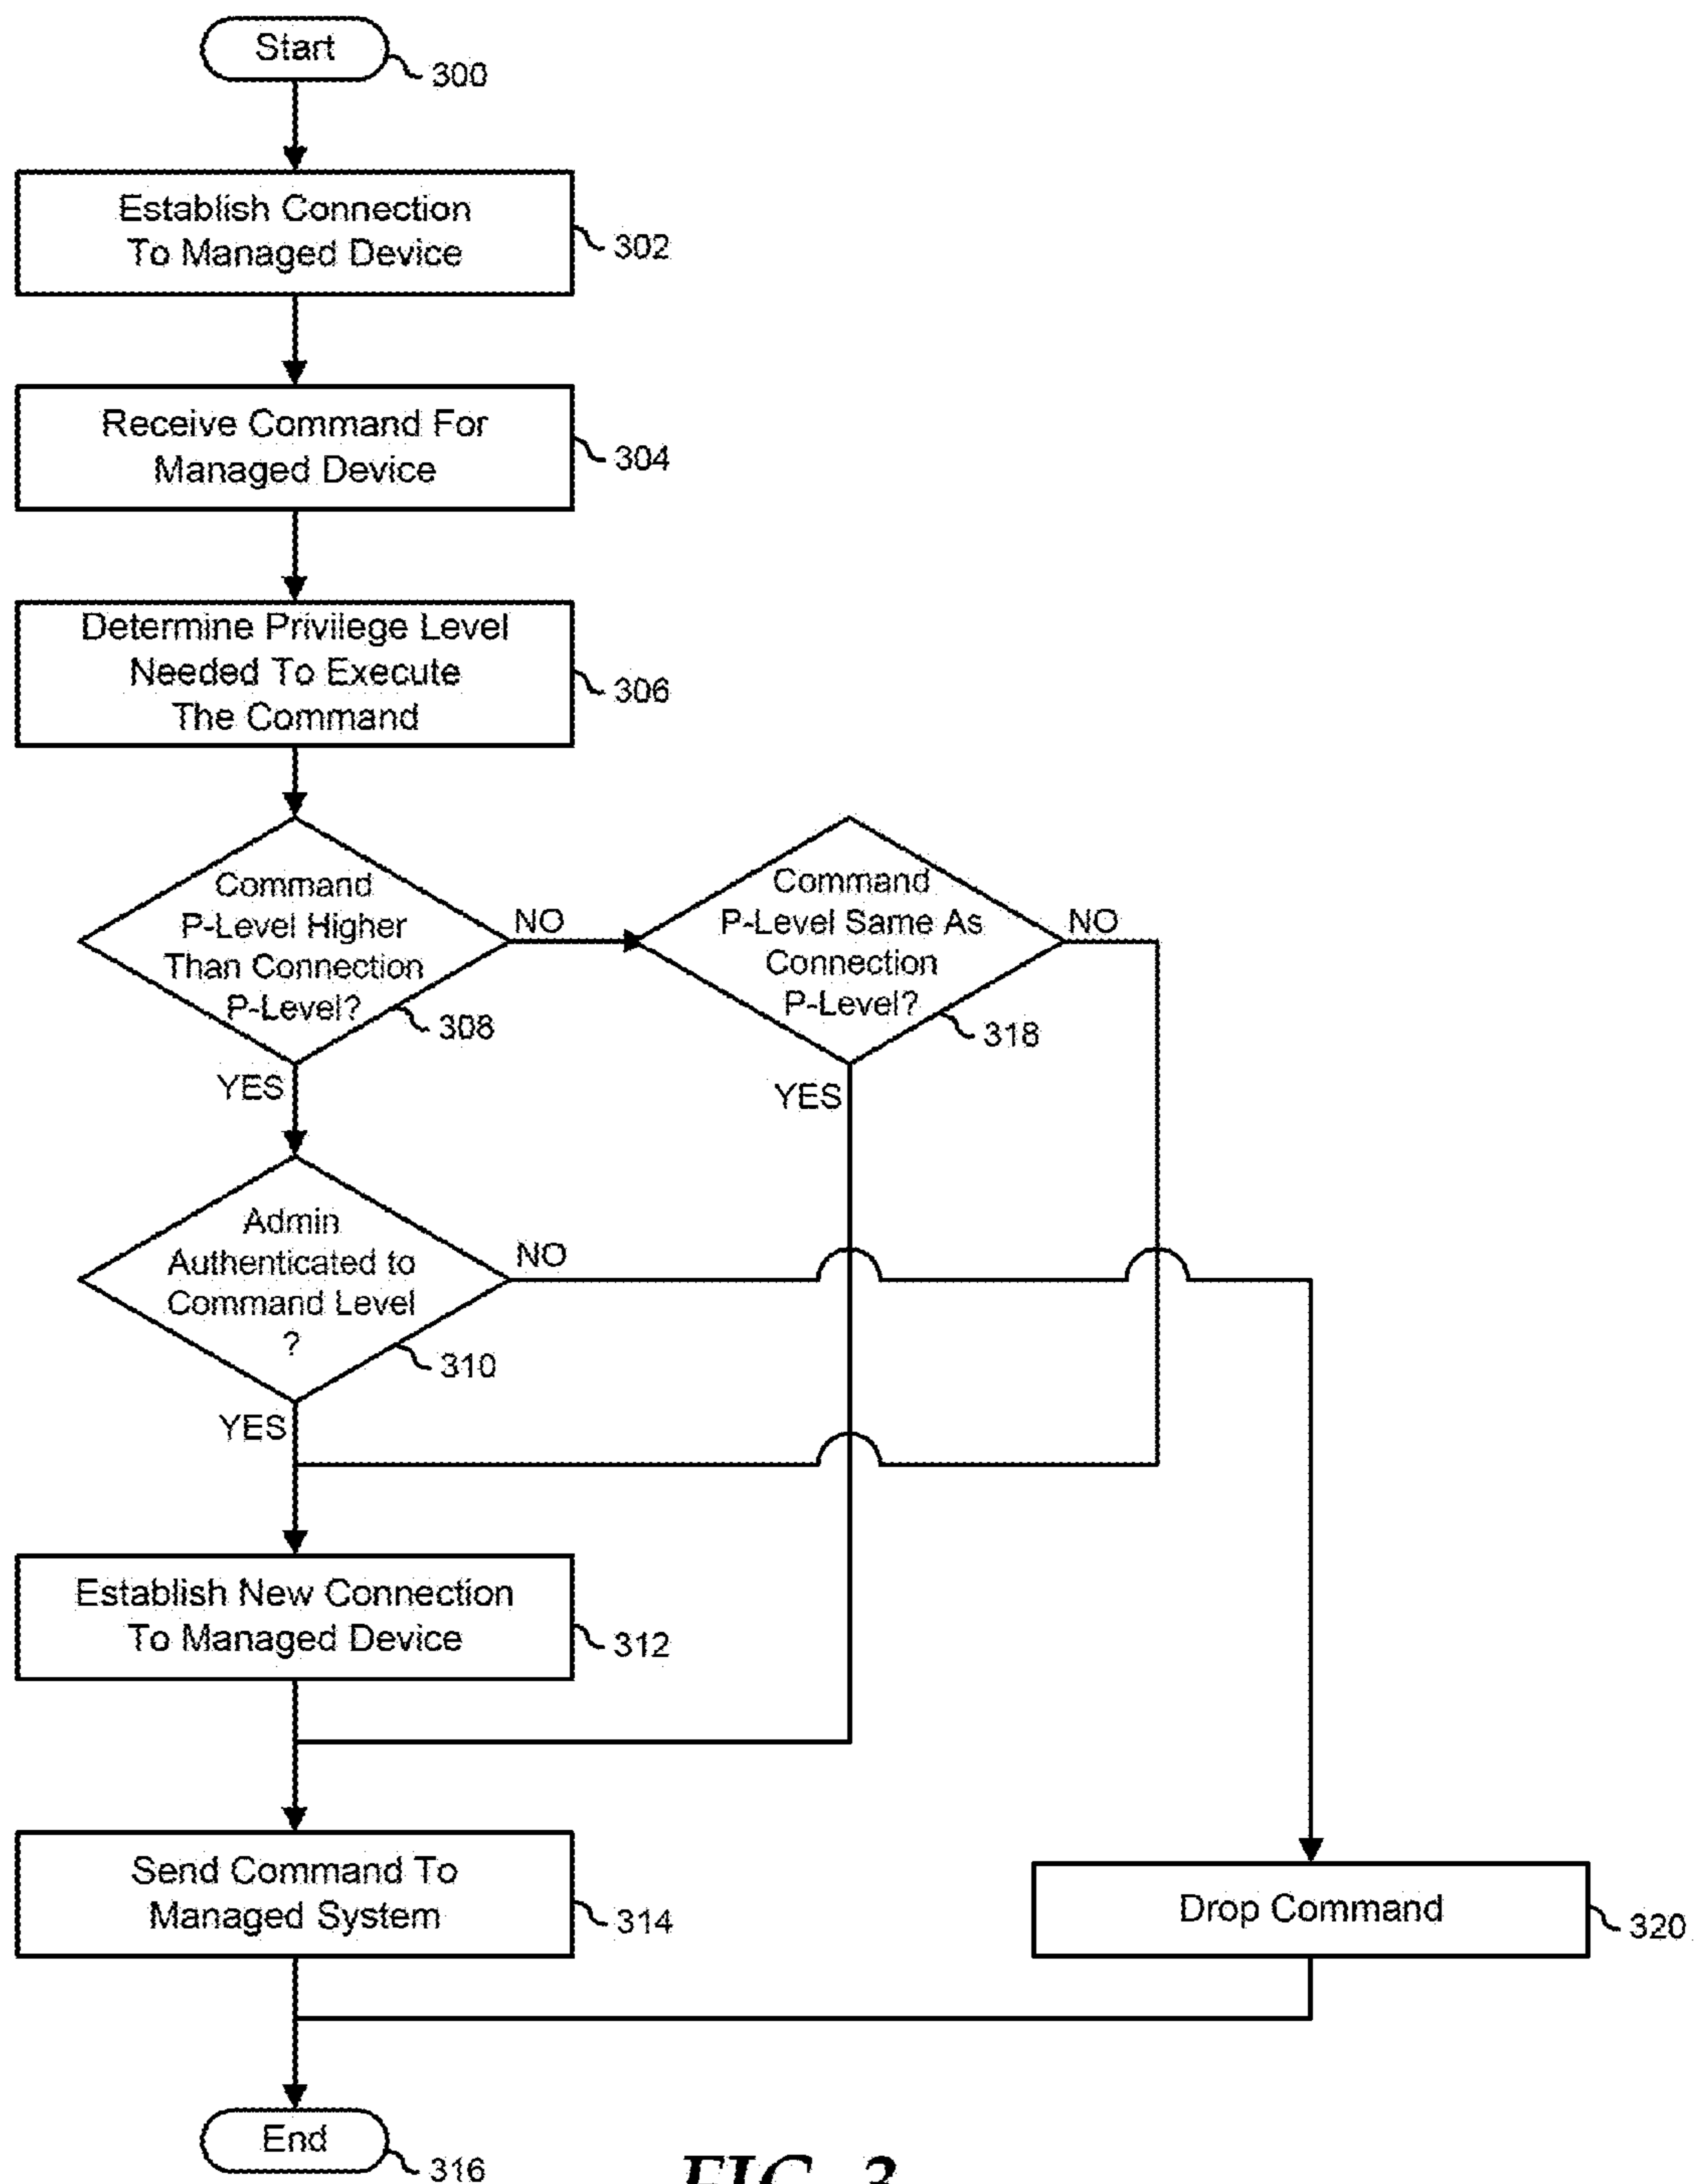 Start
300
Establish Connection
To Managed Device
302
Receive Command For
Managed Device
304
Determine Privilege Level
Needed To Execute
The Command
306
Command
P-Level Higher
Than Connection
P-Level?
308
NO
YES
Command
P-Level Same As
Connection
P-Level?
318
NO
YES
Admin
Authenticated to
Command Level
?
310
NO
YES
Establish New Connection
To Managed Device
312
Send Command To
Managed System
314
Drop Command
320
End
316
FIG. 3